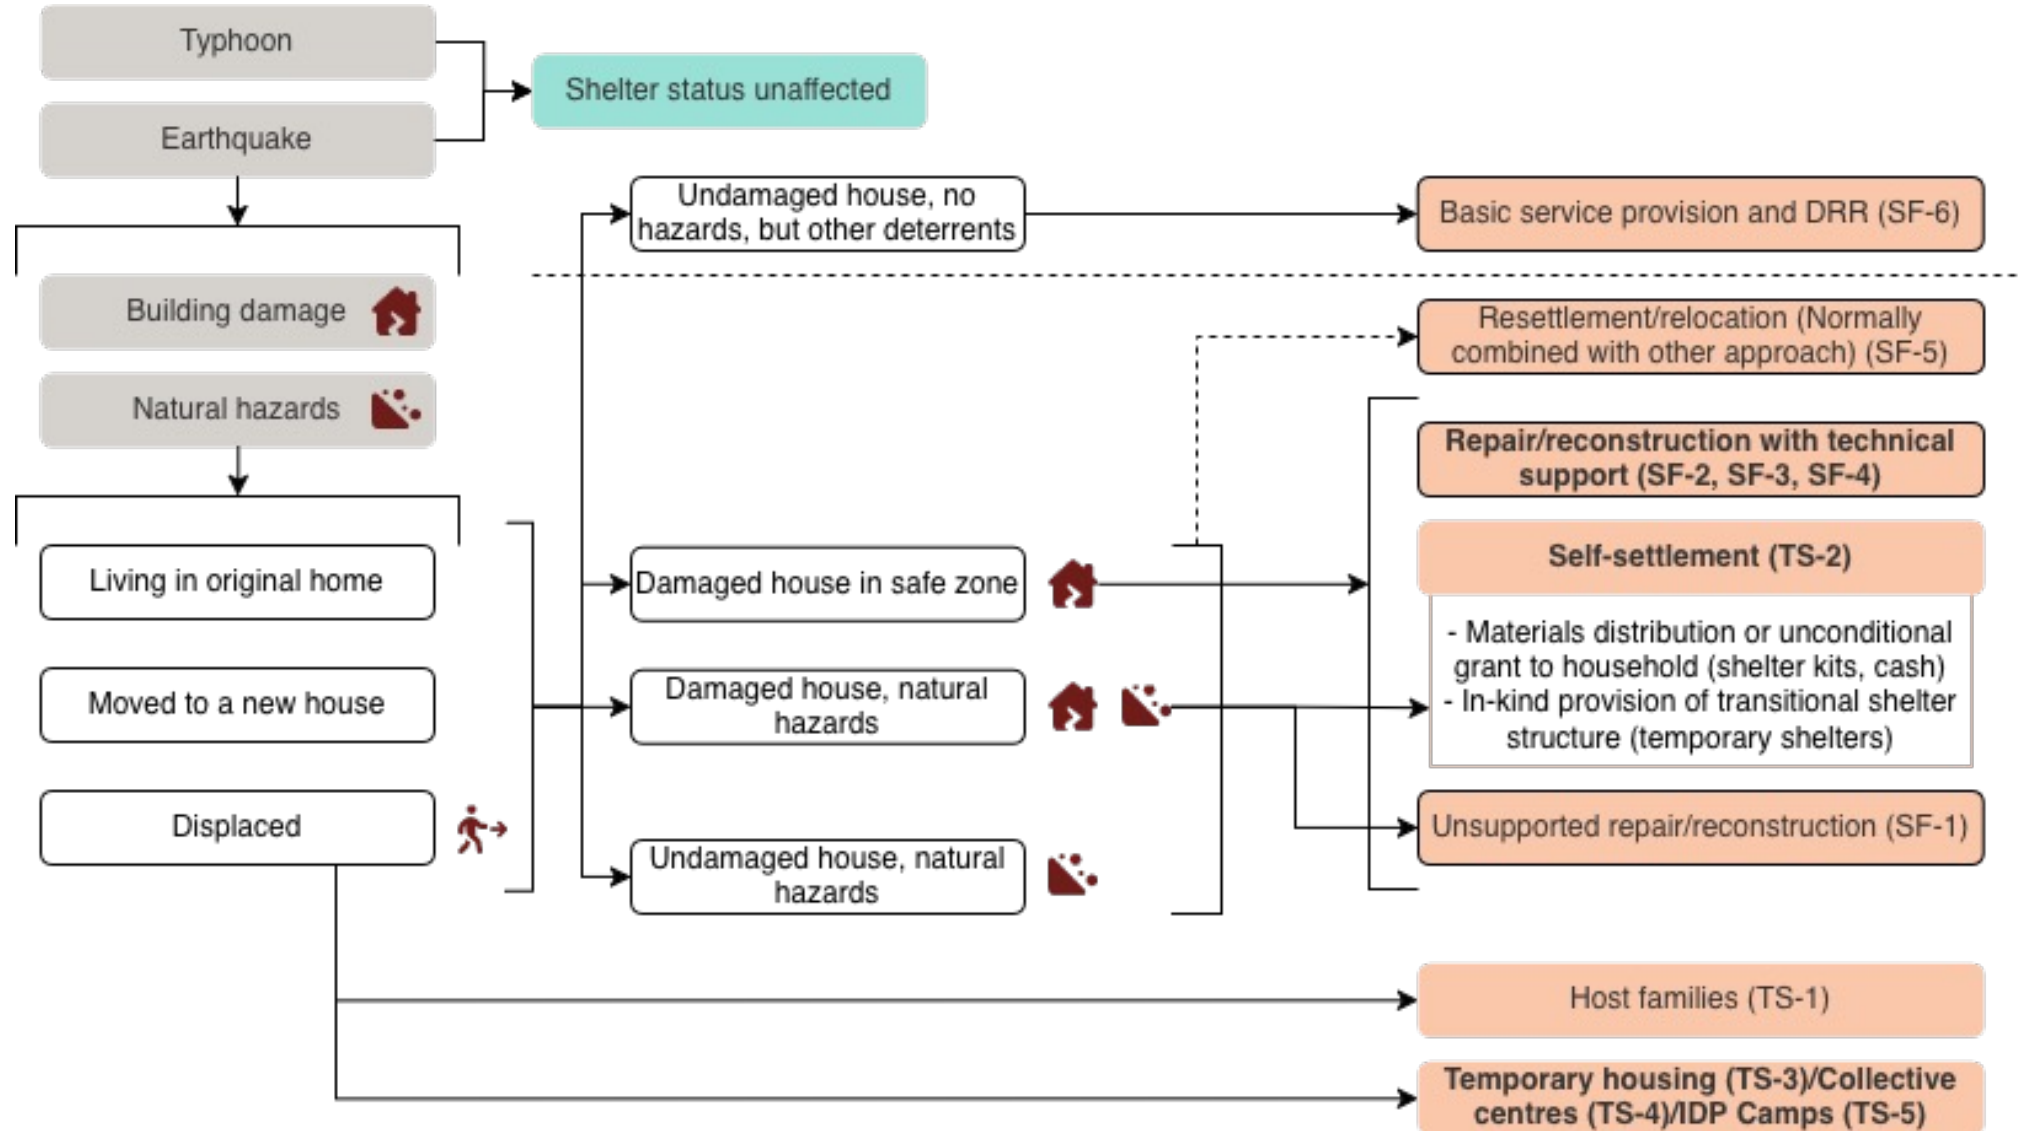 Typhoon
Earthquake
Shelter status unaffected
Building damage
Natural hazards
Living in original home
Moved to a new house
Displaced
Undamaged house, no
hazards, but other deterrents
Damaged house in safe zone
Damaged house, natural
hazards
Undamaged house, natural
hazards
Basic service provision and DRR (SF-6)
Resettlement/relocation (Normally
combined with other approach) (SF-5)
Repair/reconstruction with technical
support (SF-2, SF-3, SF-4)
Self-settlement (TS-2)
- Materials distribution or unconditional
grant to household (shelter kits, cash)
- In-kind provision of transitional shelter
structure (temporary shelters)
Unsupported repair/reconstruction (SF-1)
Host families (TS-1)
Temporary housing (TS-3)/Collective
centres (TS-4)/IDP Camps (TS-5)